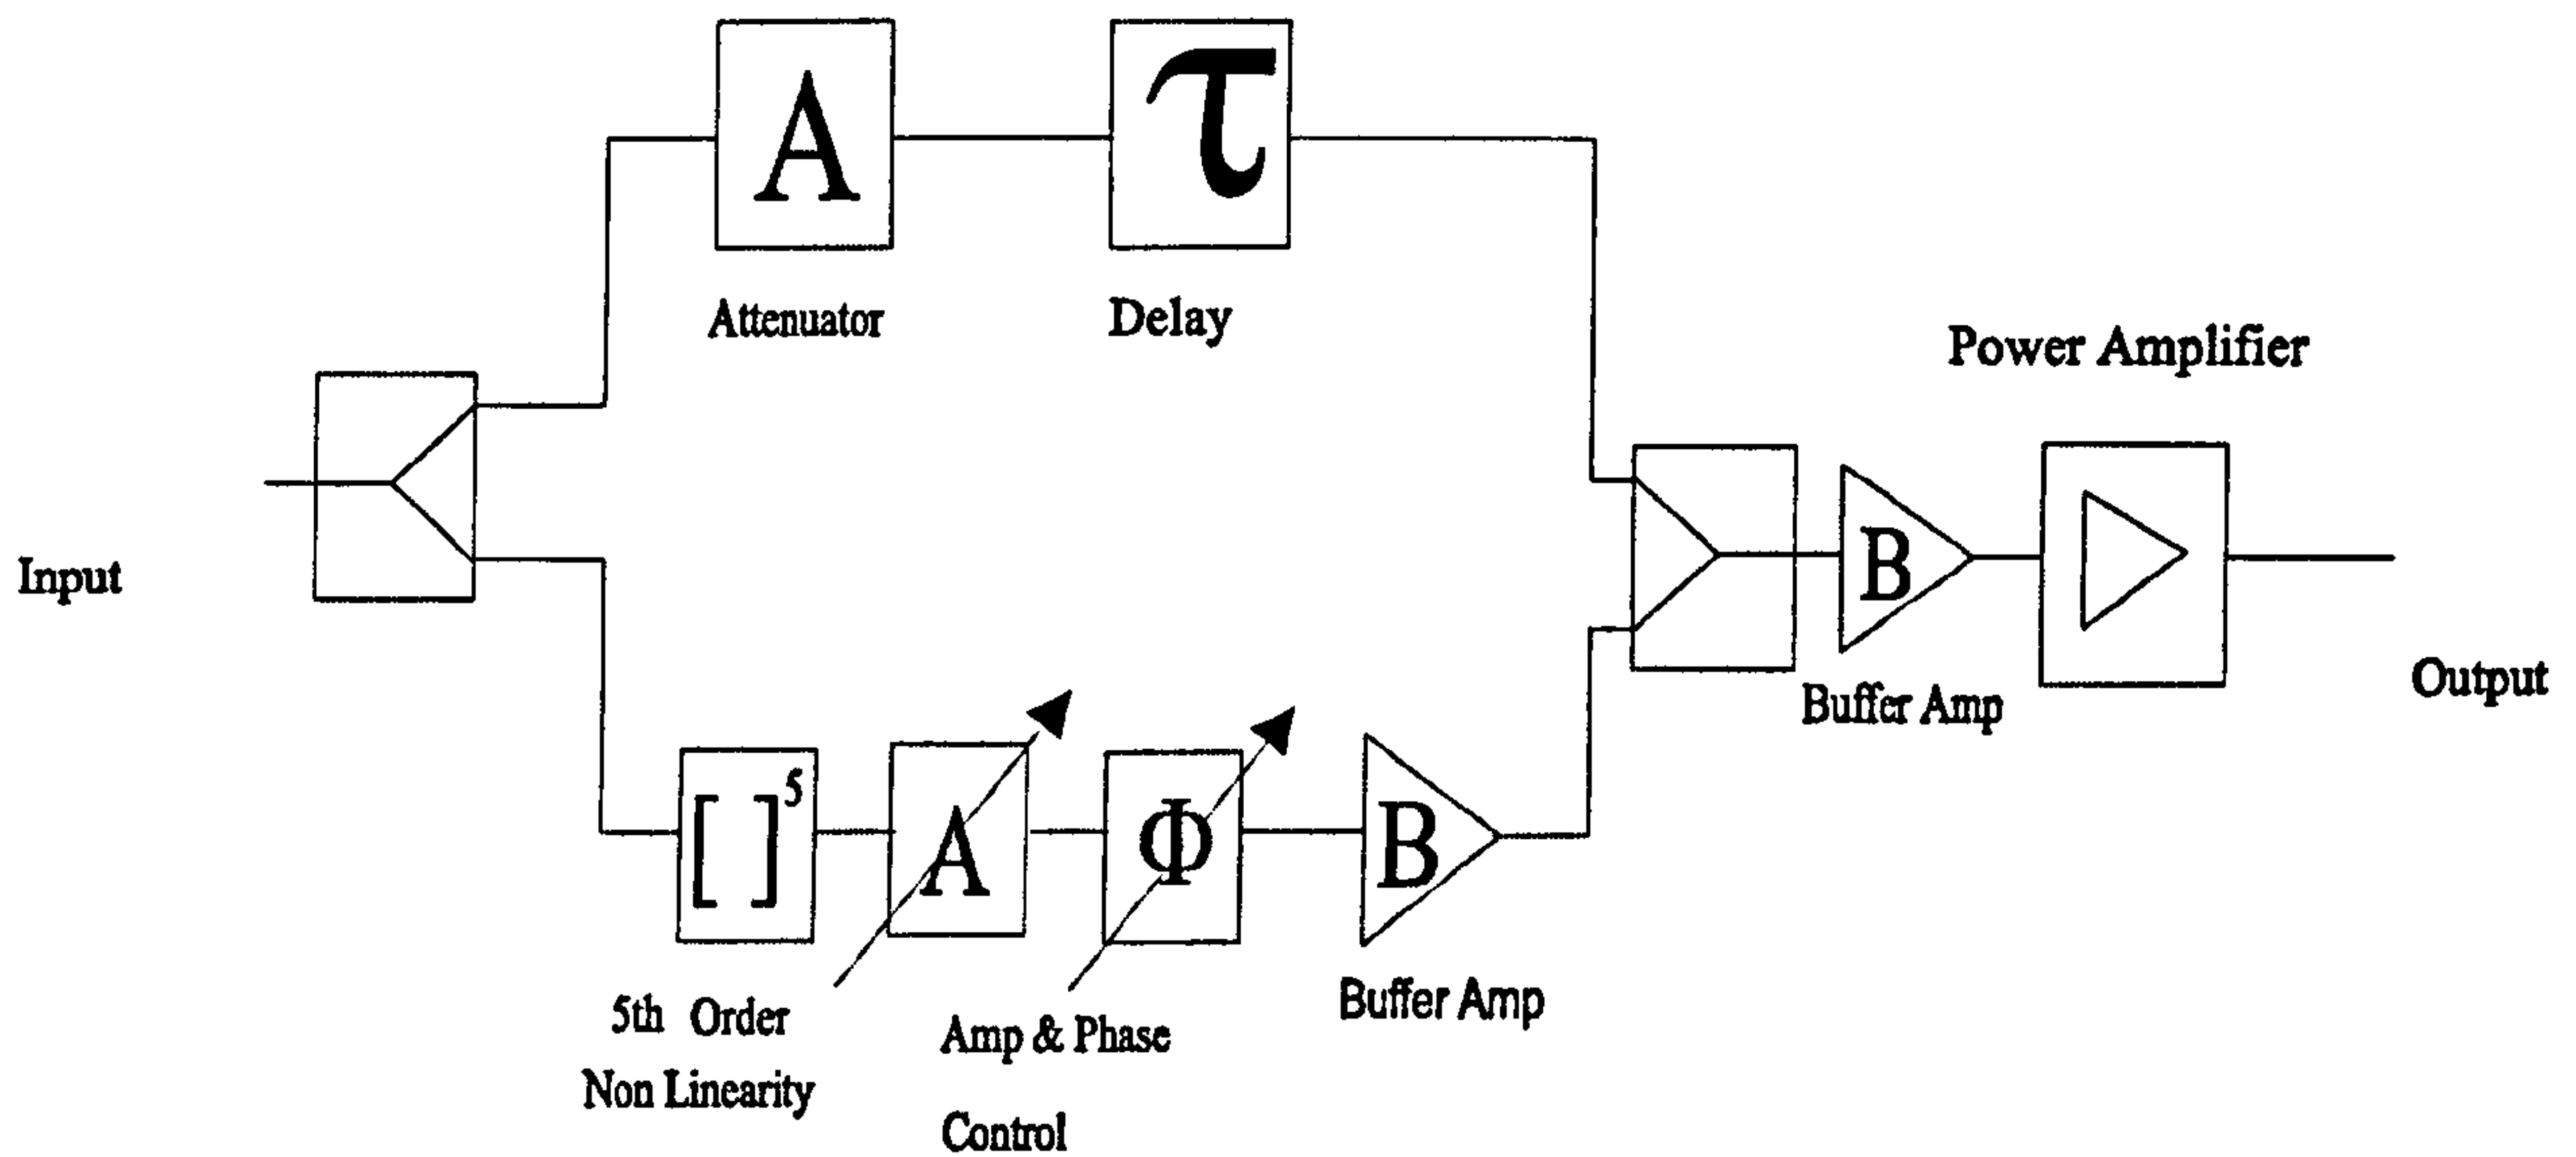 A
τ
Attenuator
Delay
Power Amplifier
Input
B
Buffer Amp
Output
[ ]5
A
Φ
B
5th Order
Non Linearity
Amp & Phase
Control
Buffer Amp